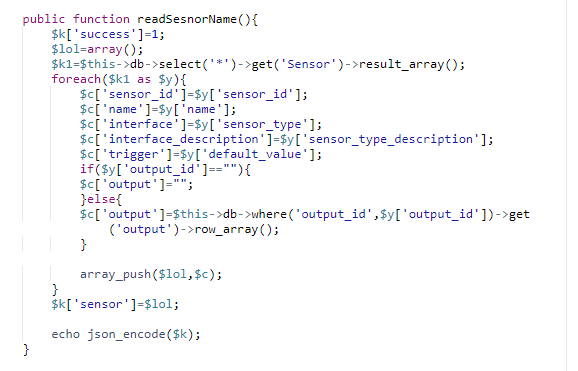 public function readSesnorName(){
$k['success']=1;
$lol=array();
$k1=$this->db->select('*')->get('Sensor')->result_array();
foreach($k1 as $y){
$c['sensor_id']=$y['sensor_id'];
$c['name']=$y['name'];
$c['interface']=$y['sensor_type'];
$c['interface_description']=$y['sensor_type_description'];
$c['trigger']=$y['default_value'];
if($y['output_id']==""){
$c['output']="";
}else{
$c['output']=$this->db->where('output_id',$y['output_id'])->get
('output')->row_array();
}
array_push($lol,$c);
}
$k['sensor']=$lol;
echo json_encode($k);
}